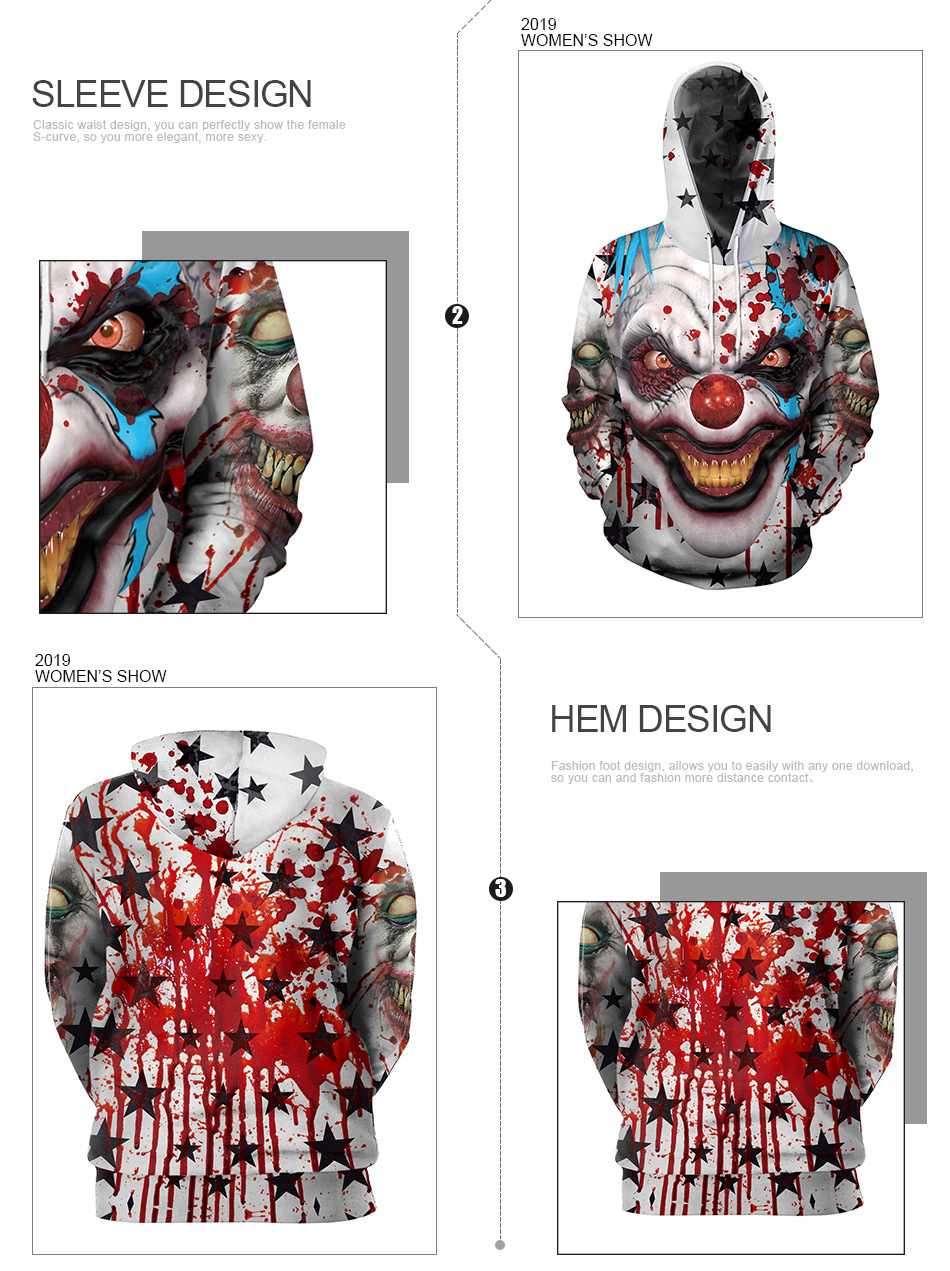 2019
WOMEN'S SHOW
SLEEVE DESIGN
Classic waist design, you can perfectly show the female
S-curve, so you more elegant, more sexy.
2
2019
WOMEN'S SHOW
HEM DESIGN
Fashion foot design, allows you to easily with any one download,
so you can and fashion more distance contact。
3